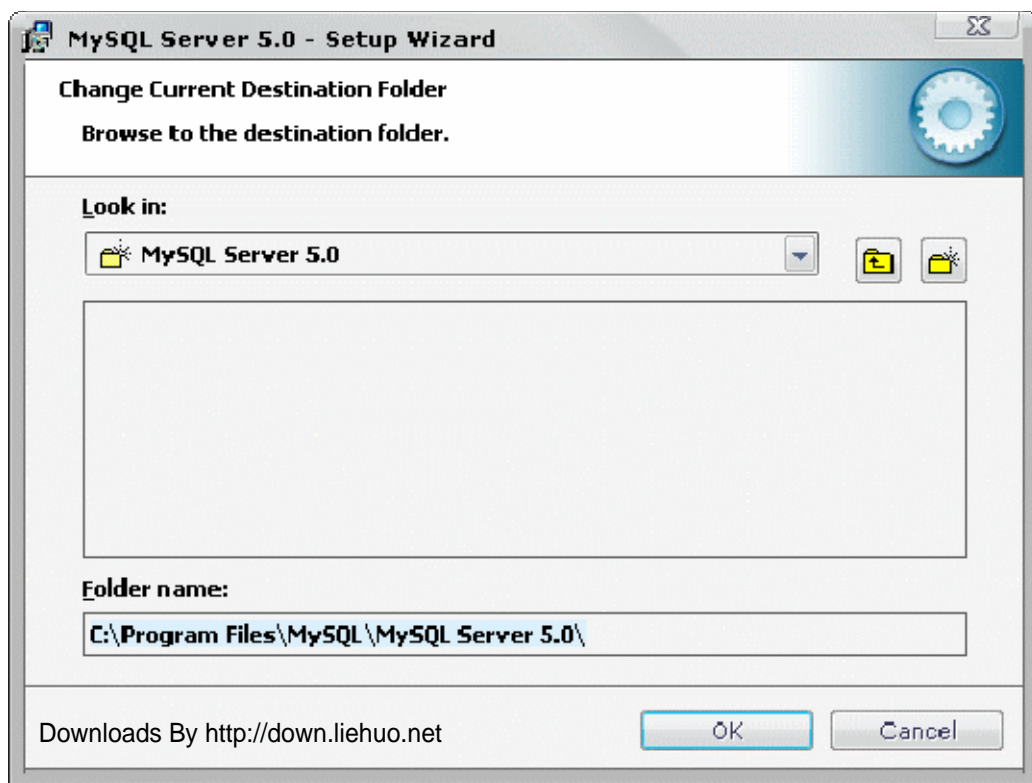 MySQL Server 5.0 - Setup Wizard
Change Current Destination Folder
Browse to the destination folder.
Look in:
MySQL Server 5.0
Folder name:
C:\Program Files\MySQL\MySQL Server 5.0\
Downloads By http://down.liehuo.net
OK
Cancel